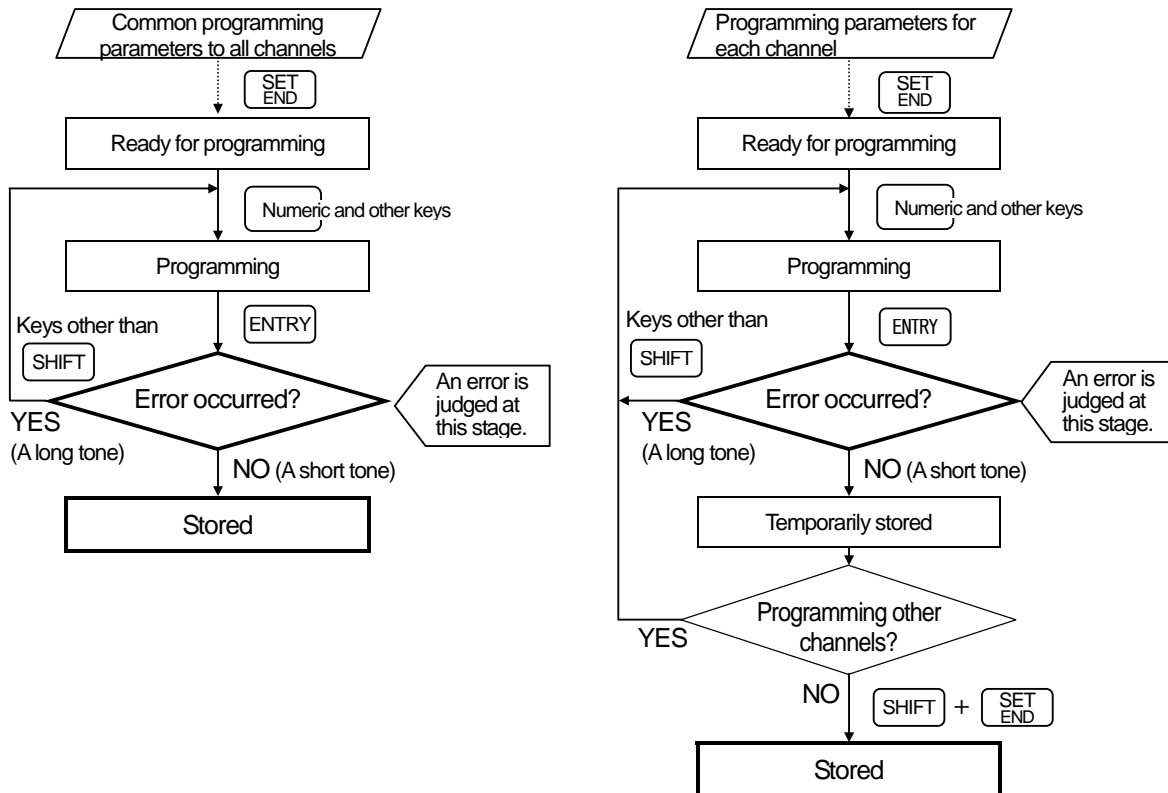 Common programming
parameters to all channels
SET
END
Ready for programming
Numeric and other keys
Programming
ENTRY
Keys other than
SHIFT
Error occurred?
An error is
judged at
this stage.
YES
(A long tone)
NO (A short tone)
Stored
Programming parameters for
each channel
SET
END
Ready for programming
Numeric and other keys
Programming
ENTRY
Keys other than
SHIFT
Error occurred?
An error is
judged at
this stage.
YES
(A long tone)
NO (A short tone)
Temporarily stored
Programming other
channels?
YES
NO
SHIFT + SET
END
Stored